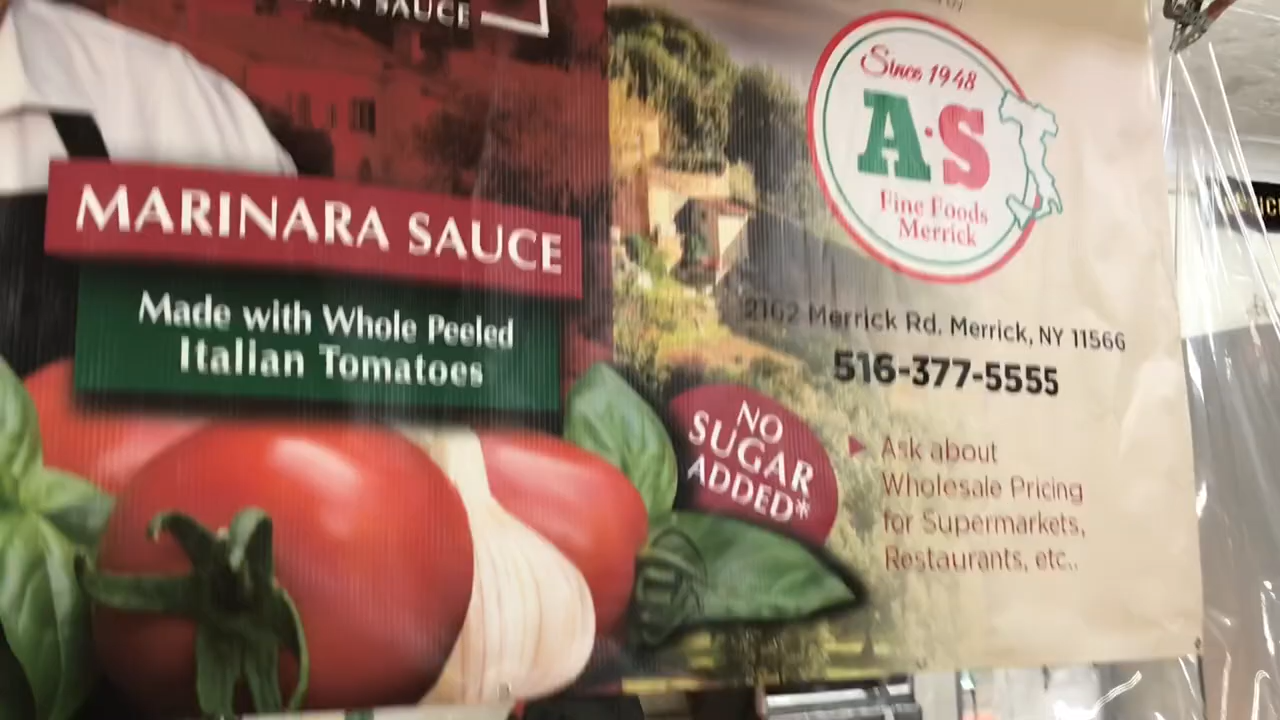 SAUCE
MARINARA SAUCE
Made with Whole Peeled
Italian Tomatoes
NO
SUGAR
ADDED*
Since 1948
A·S
Fine Foods
Merrick
2162 Merrick Rd. Merrick, NY 11566
516-377-5555
Ask about
Wholesale Pricing
for Supermarkets,
Restaurants, etc..